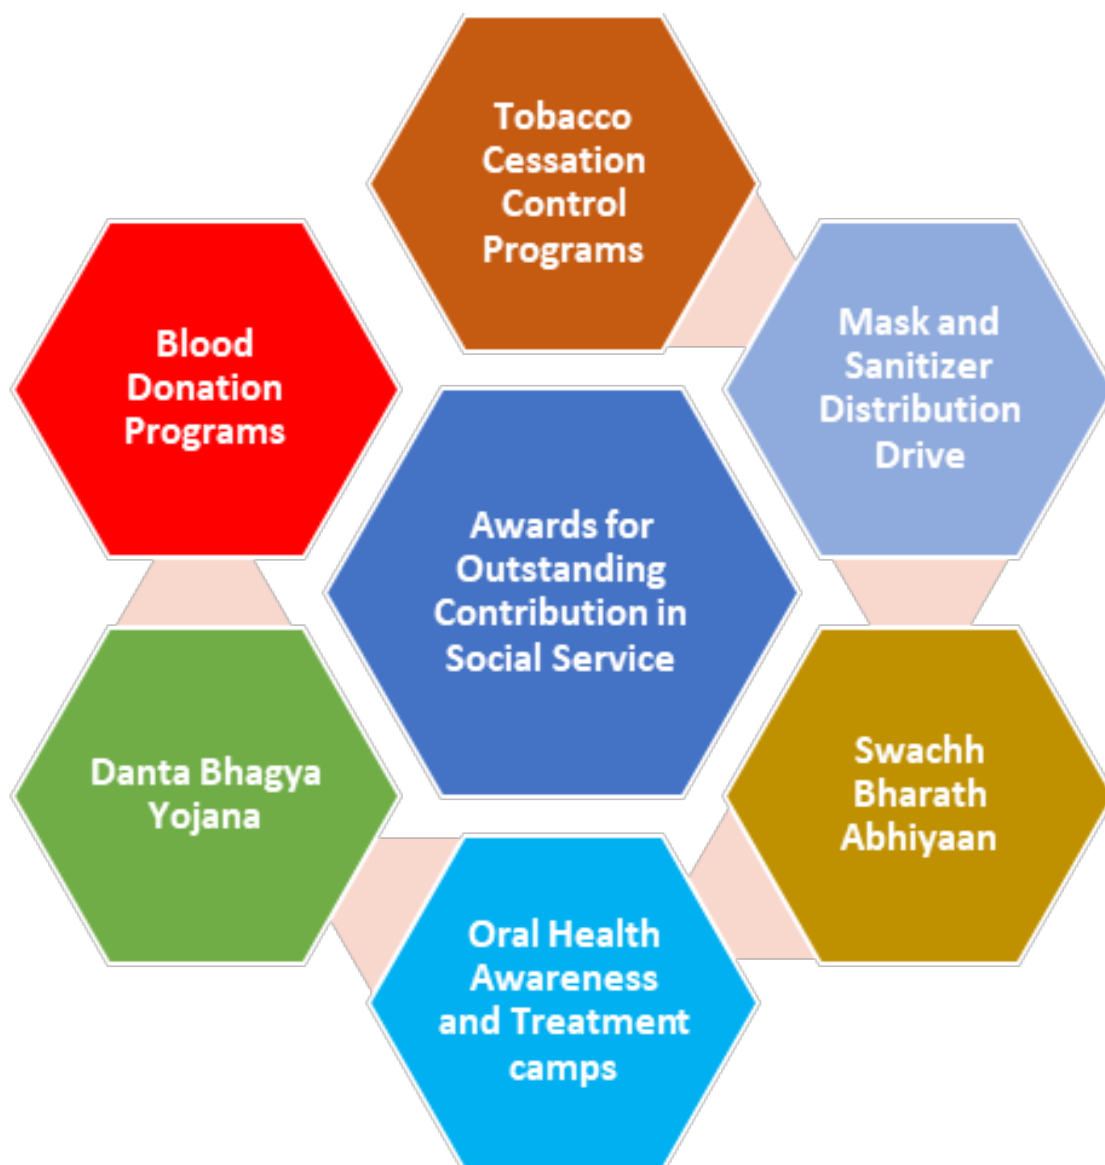 Tobacco
Cessation
Control
Programs
Blood
Donation
Programs
Mask and
Sanitizer
Distribution
Drive
Awards for
Outstanding
Contribution in
Social Service
Danta Bhagya
Yojana
Swachh
Bharath
Abhiyaan
Oral Health
Awareness
and Treatment
camps